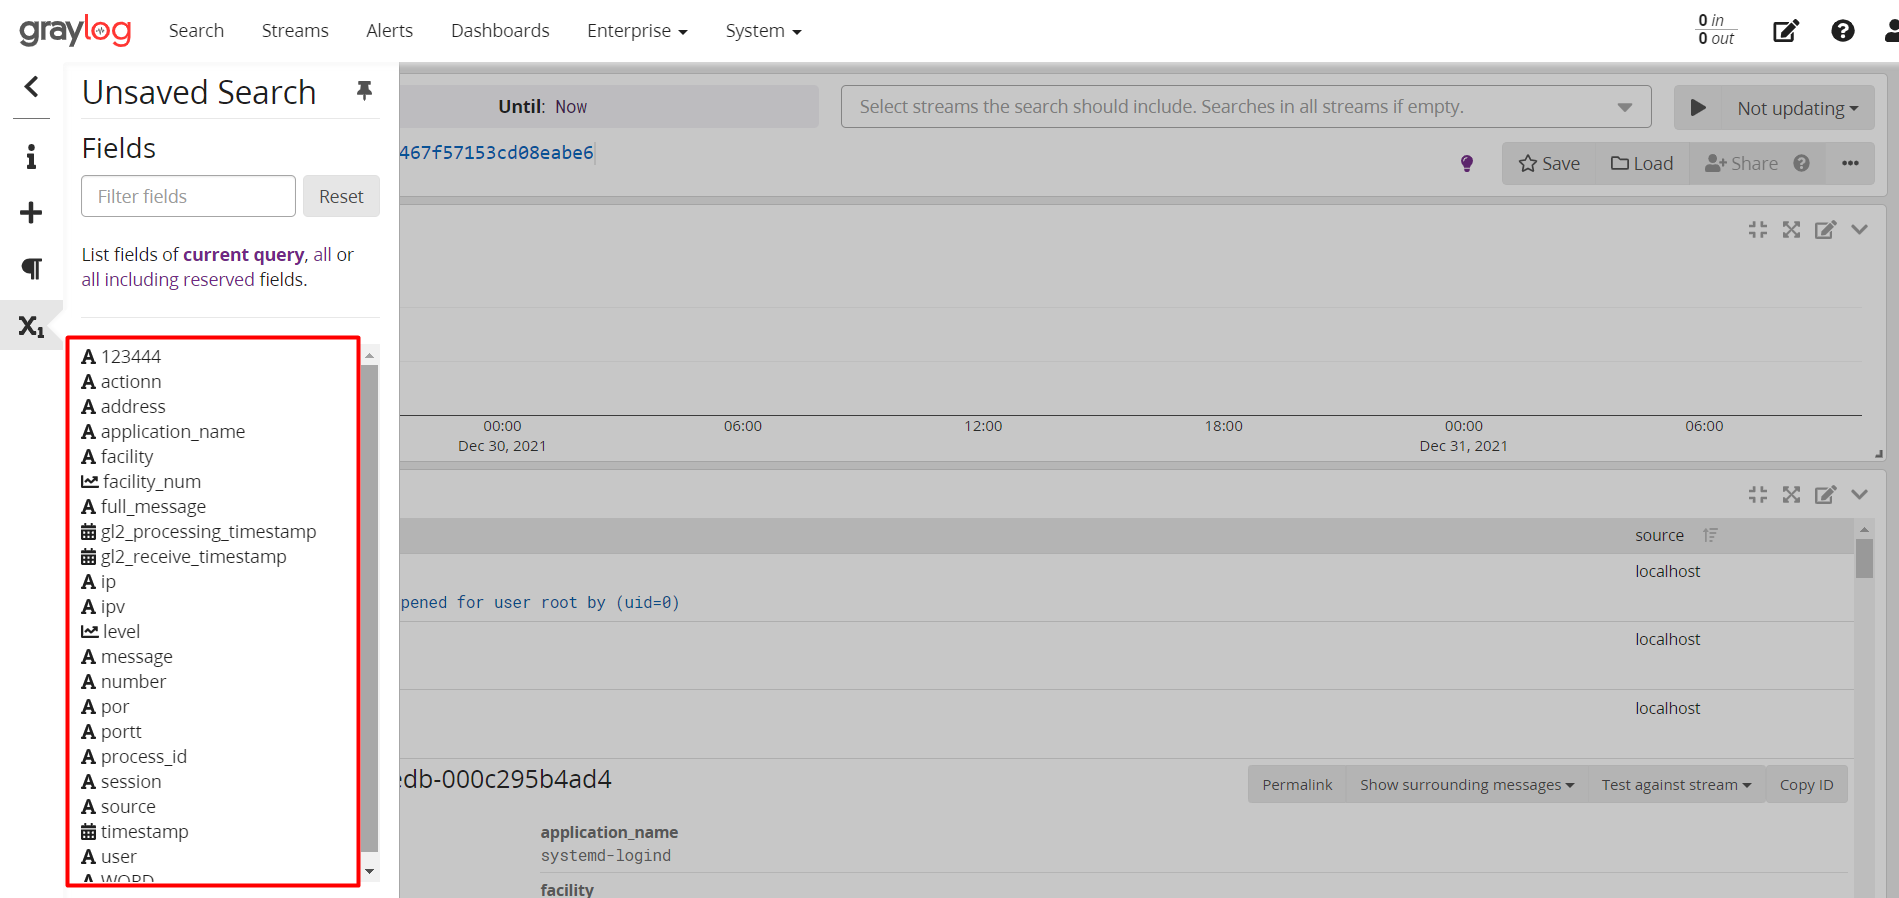 graylog Search Streams Alerts Dashboards Enterprise System 0 in
0 out
Unsaved Search
Until: Now Select streams the search should include. Searches in all streams if empty. Not updating
Fields
467f57153cd08eabe6 Save Load Share
Filter fields Reset
List fields of current query, all or
all including reserved fields.
123444
actionn
address
application_name
facility
facility_num
full_message
gl2_processing_timestamp
gl2_receive_timestamp
ip
ipv
level
message
number
por
portt
process_id
session
source
timestamp
user
WORD
00:00 06:00 12:00 18:00 00:00 06:00
Dec 30, 2021 Dec 31, 2021
source
localhost
pened for user root by (uid=0)
localhost
localhost
edb-000c295b4ad4 Permalink Show surrounding messages Test against stream Copy ID
application_name
systemd-logind
facility